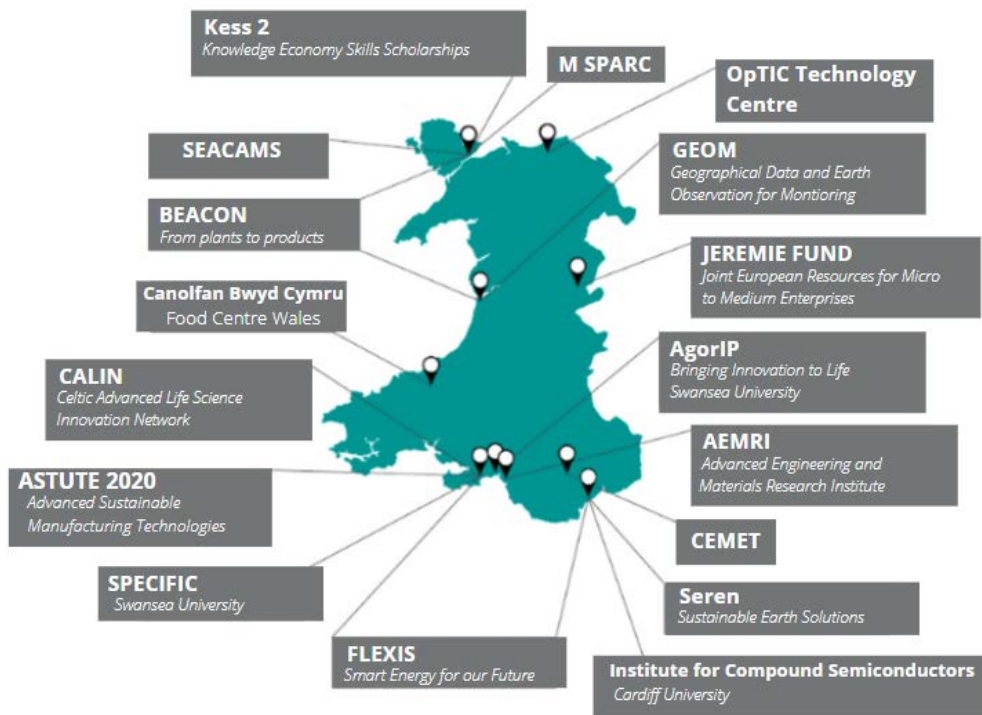 Kess 2
Knowledge Economy Skills Scholarships
M SPARC
OpTIC Technology
Centre
SEACAMS
GEOM
Geographical Data and Earth
Observation for Montioring
BEACON
From plants to products
JEREMIE FUND
Joint European Resources for Micro
to Medium Enterprises
Canolfan Bwyd Cymru
Food Centre Wales
AgorIP
Bringing Innovation to Life
Swansea University
CALIN
Celtic Advanced Life Science
Innovation Network
AEMRI
Advanced Engineering and
Materials Research Institute
ASTUTE 2020
Advanced Sustainable
Manufacturing Technologies
CEMET
SPECIFIC
Swansea University
Seren
Sustainable Earth Solutions
FLEXIS
Smart Energy for our Future
Institute for Compound Semiconductors
Cardiff University